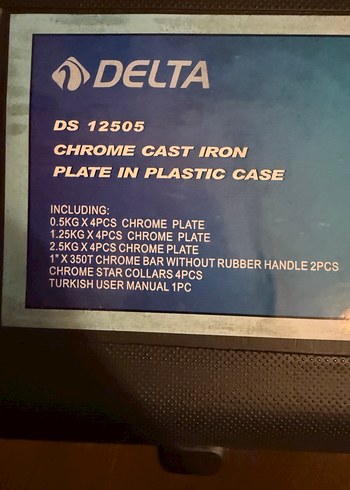 DELTA
DS 12505
CHROME CAST IRON
PLATE IN PLASTIC CASE
INCLUDING:
0.5KG X 4PCS CHROME PLATE
1.25KG X 4PCS CHROME PLATE
2.5KG X 4PCS CHROME PLATE
1" X 350T CHROME BAR WITHOUT RUBBER HANDLE 2PCS
CHROME STAR COLLARS 4PCS
TURKISH USER MANUAL 1PC